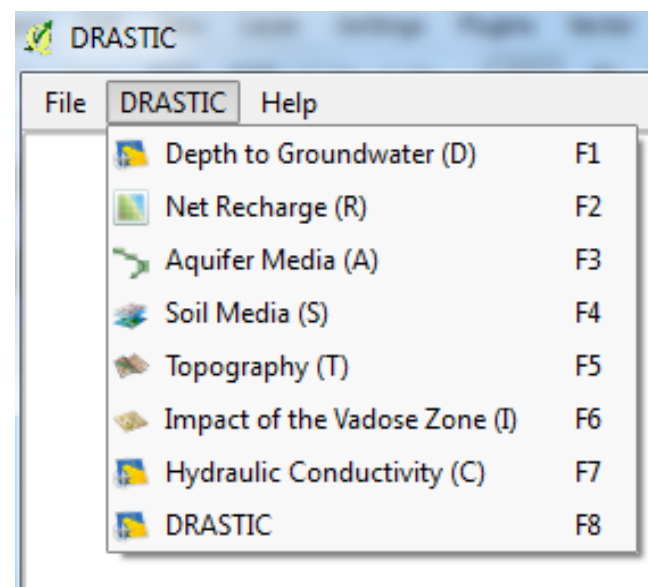 DRASTIC
File DRASTIC Help
Depth to Groundwater (D) F1
Net Recharge (R) F2
Aquifer Media (A) F3
Soil Media (S) F4
Topography (T) F5
Impact of the Vadose Zone (I) F6
Hydraulic Conductivity (C) F7
DRASTIC F8